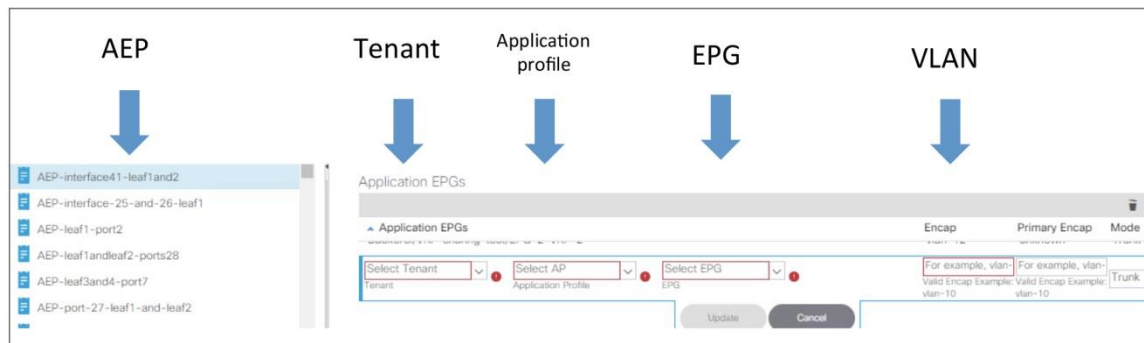 AEP
Tenant
Application
profile
EPG
VLAN
AEP-interface41-leaf1and2
AEP-interface-25-and-26-leaf1
AEP-leaf1-port2
AEP-leaf1andleaf2-ports28
AEP-leaf3and4-port7
AEP-port-27-leaf1-and-leaf2
Application EPGs
Application EPGs Encap Primary Encap Mode
Select Tenant Select AP Select EPG For example, vlan- For example, vlan- Trunk
Tenant Application Profile EPG Valid Encap Example: Valid Encap Example:
vlan-10 vlan-10
Update Cancel